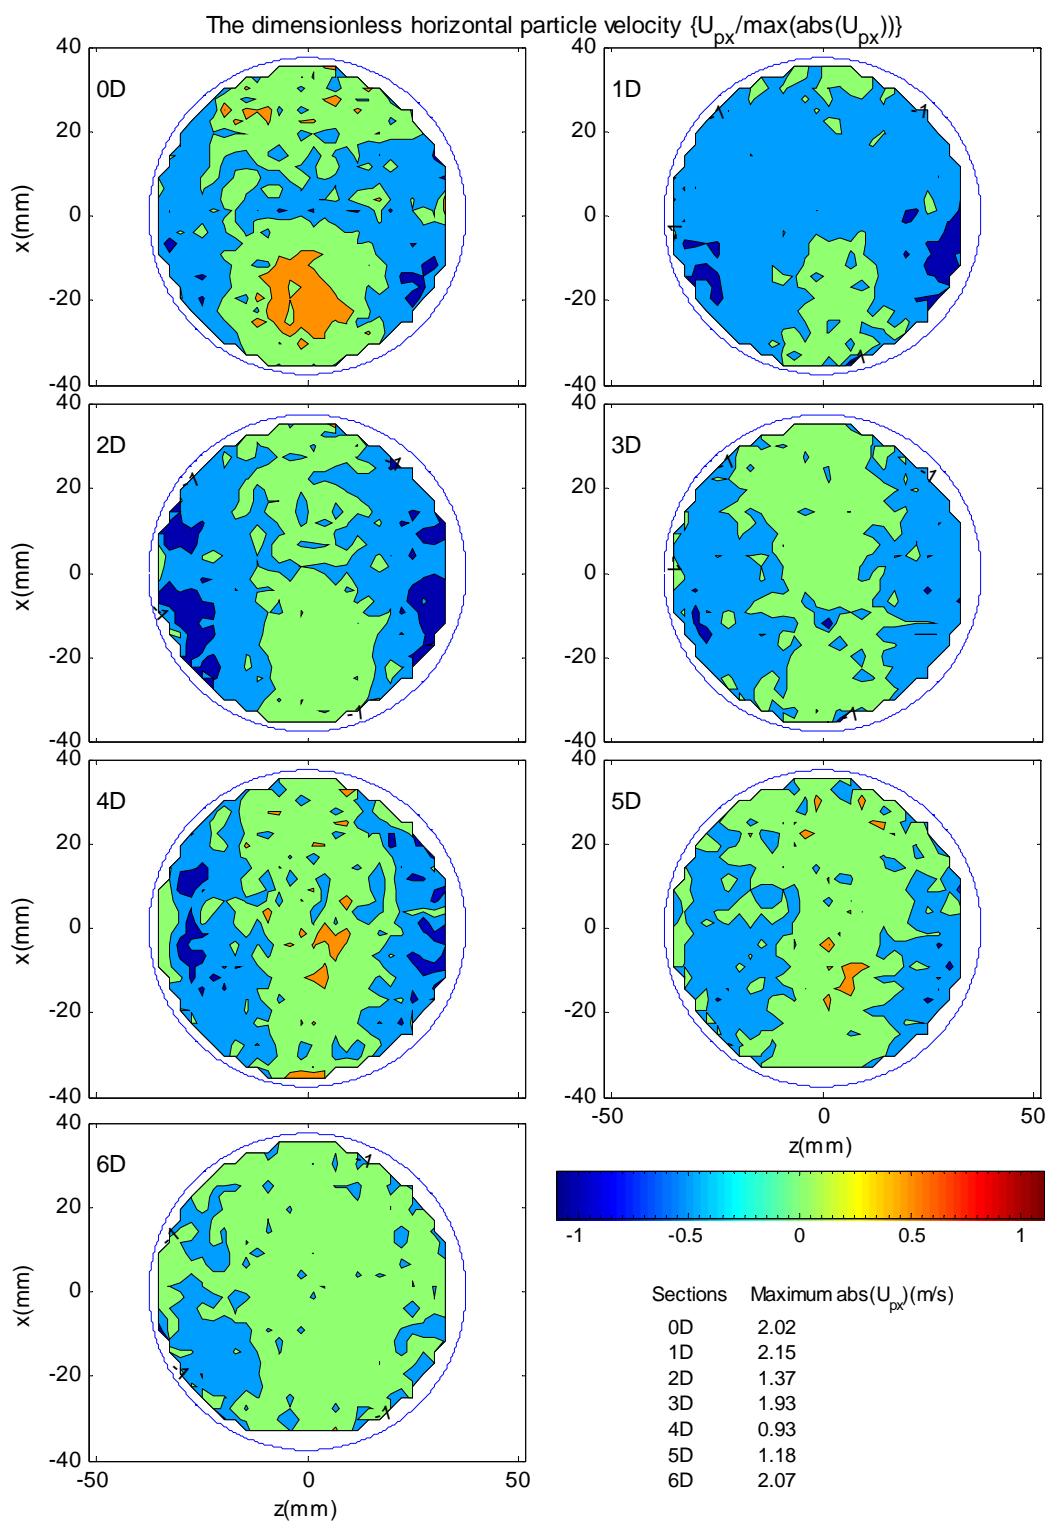 The dimensionless horizontal particle velocity {Upx/max(abs(Upx))}
40
20
0
-20
-40
x(mm)
0D
1D
40
20
0
-20
-40
x(mm)
2D
40
20
0
-20
-40
3D
40
20
0
-20
-40
x(mm)
4D
40
20
0
-20
-40
5D
40
20
0
-20
-40
-50 0 50
z(mm)
x(mm)
6D
40
20
0
-20
-40
-50 0 50
z(mm)
-1 -0.5 0 0.5 1
Sections Maximum abs(Upx)(m/s)
0D 2.02
1D 2.15
2D 1.37
3D 1.93
4D 0.93
5D 1.18
6D 2.07